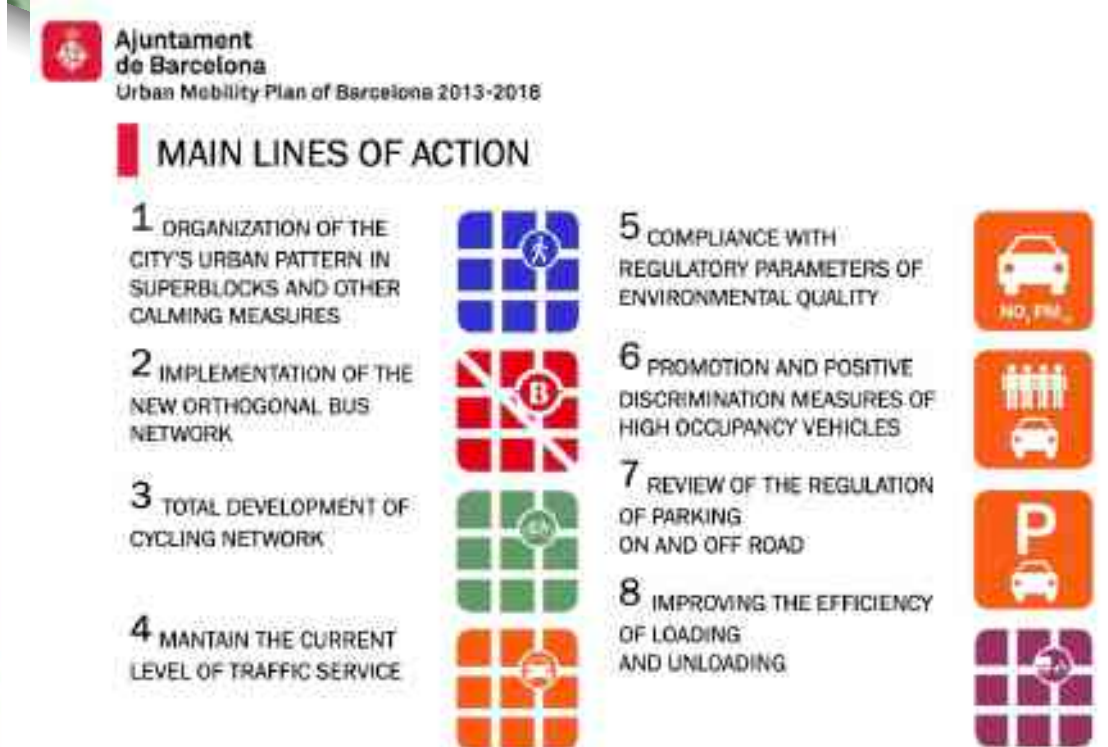 Ajuntament
de Barcelona
Urban Mobility Plan of Barcelona 2013-2018
MAIN LINES OF ACTION
1 ORGANIZATION OF THE
CITY'S URBAN PATTERN IN
SUPERBLOCKS AND OTHER
CALMING MEASURES
2 IMPLEMENTATION OF THE
NEW ORTHOGONAL BUS
NETWORK
B
3 TOTAL DEVELOPMENT OF
CYCLING NETWORK
4 MANTAIN THE CURRENT
LEVEL OF TRAFFIC SERVICE
5 COMPLIANCE WITH
REGULATORY PARAMETERS OF
ENVIRONMENTAL QUALITY
6 PROMOTION AND POSITIVE
DISCRIMINATION MEASURES OF
HIGH OCCUPANCY VEHICLES
7 REVIEW OF THE REGULATION
OF PARKING
ON AND OFF ROAD
P
8 IMPROVING THE EFFICIENCY
OF LOADING
AND UNLOADING